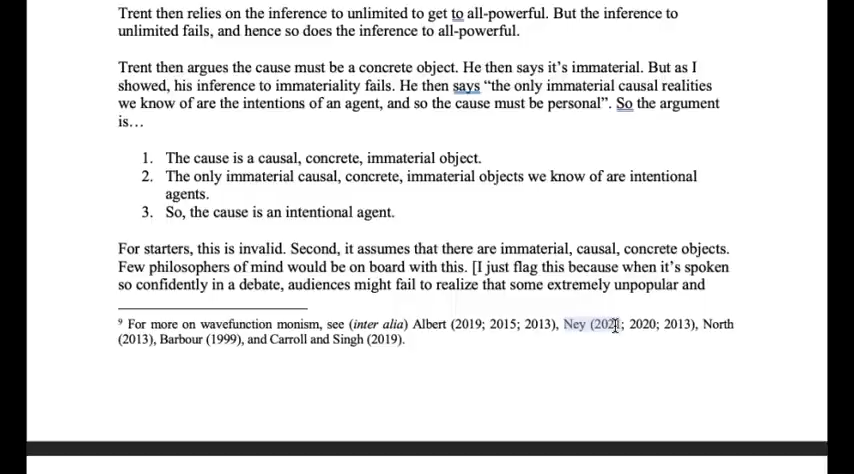 Trent then relies on the inference to unlimited to get to all-powerful. But the inference to
unlimited fails, and hence so does the inference to all-powerful.
Trent then argues the cause must be a concrete object. He then says it's immaterial. But as I
showed, his inference to immateriality fails. He then says “the only immaterial causal realities
we know of are the intentions of an agent, and so the cause must be personal”. So the argument
is…
1. The cause is a causal, concrete, immaterial object.
2. The only immaterial causal, concrete, immaterial objects we know of are intentional
agents.
3. So, the cause is an intentional agent.
For starters, this is invalid. Second, it assumes that there are immaterial, causal, concrete objects.
Few philosophers of mind would be on board with this. [I just flag this because when it's spoken
so confidently in a debate, audiences might fail to realize that some extremely unpopular and
⁹ For more on wavefunction monism, see (inter alia) Albert (2019; 2015; 2013), Ney (2021; 2020; 2013), North
(2013), Barbour (1999), and Carroll and Singh (2019).